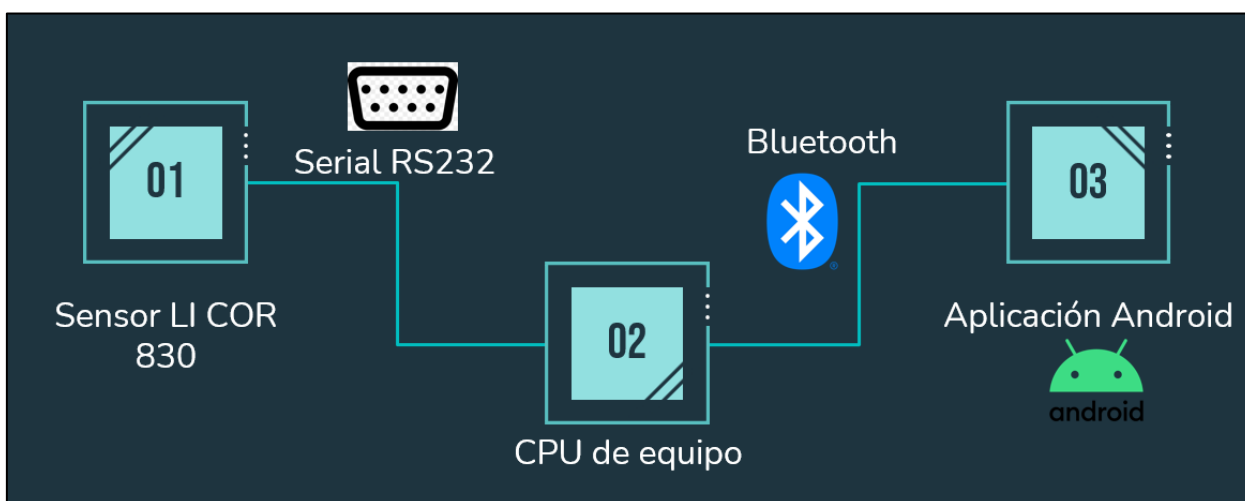 01
Serial RS232
Sensor LI COR
830
02
CPU de equipo
Bluetooth
®
03
Aplicación Android
android